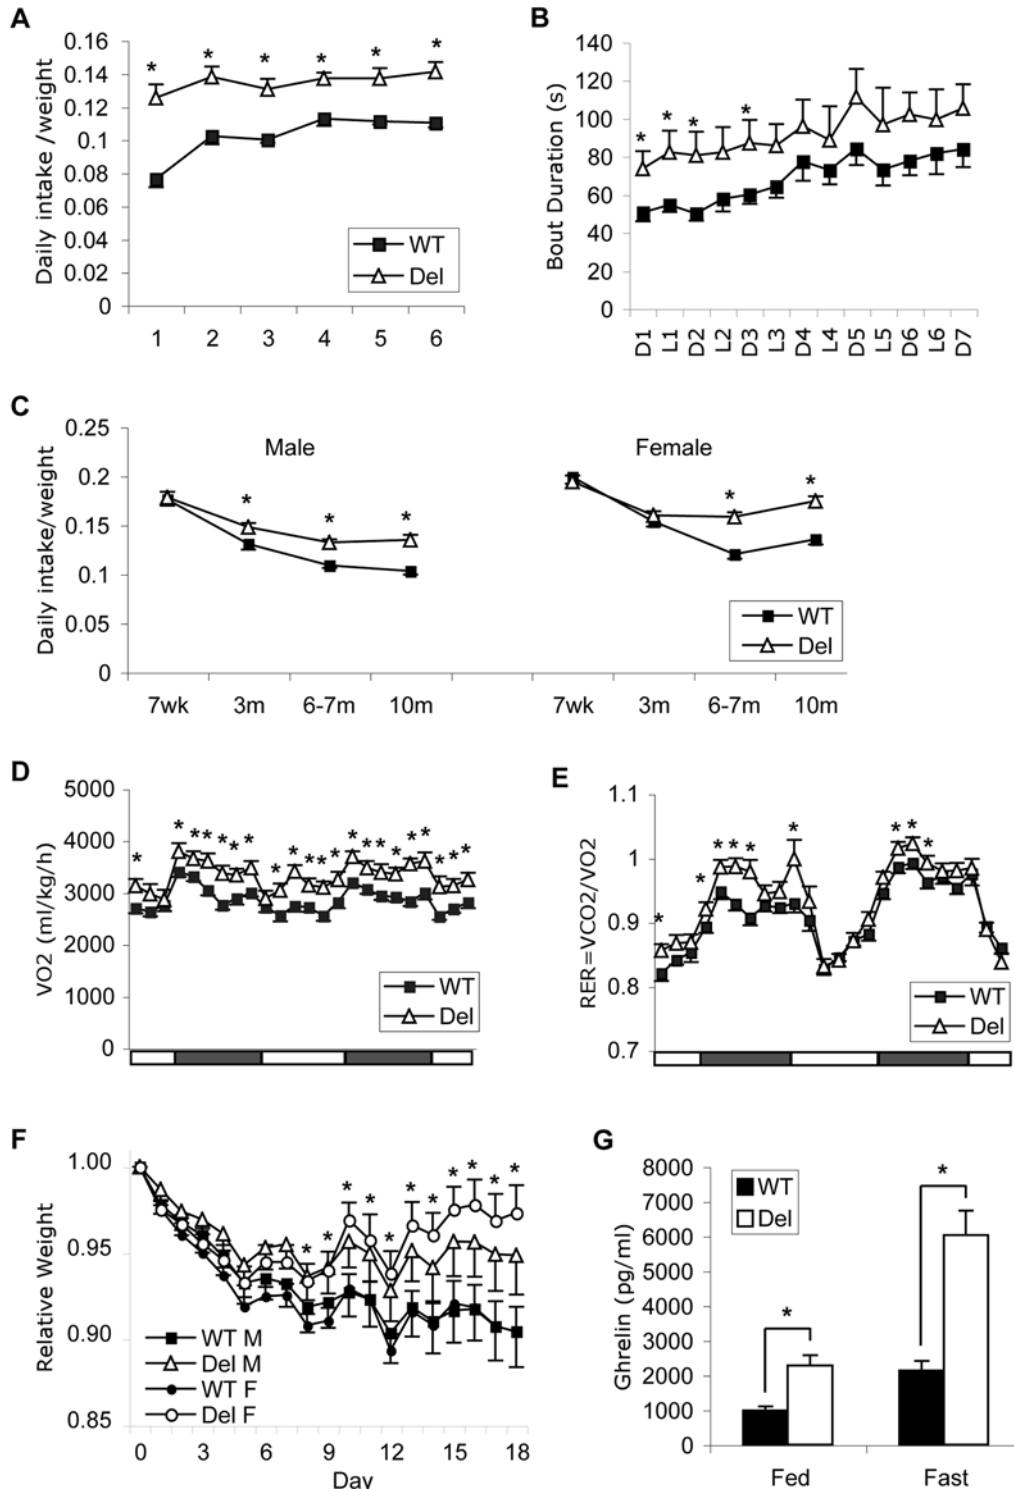 A
Daily intake /weight
0.16
0.14
0.12
0.1
0.08
0.06
0.04
0.02
0
* * * * * *
WT
Del
1 2 3 4 5 6
B
Bout Duration (s)
140
120
100
80
60
40
20
0
* * * *
D1 L1 D2 L2 D3 L3 D4 L4 D5 L5 D6 L6 D7
C
Daily intake/weight
0.25
0.2
0.15
0.1
0.05
0
Male
Female
* * * * *
WT
Del
7wk 3m 6-7m 10m 7wk 3m 6-7m 10m
D
VO2 (ml/kg/h)
5000
4000
3000
2000
1000
0
* * * * * * * * * * * * * * * * * * * * *
WT
Del
E
RER=VCO2/VO2
1.1
1
0.9
0.8
0.7
* * * * * * * * *
WT
Del
F
Relative Weight
1.00
0.95
0.90
0.85
* * * * * * * * * * *
WT M
Del M
WT F
Del F
0 3 6 9 12 15 18
Day
G
Ghrelin (pg/ml)
8000
7000
6000
5000
4000
3000
2000
1000
0
WT
Del
* *
Fed Fast